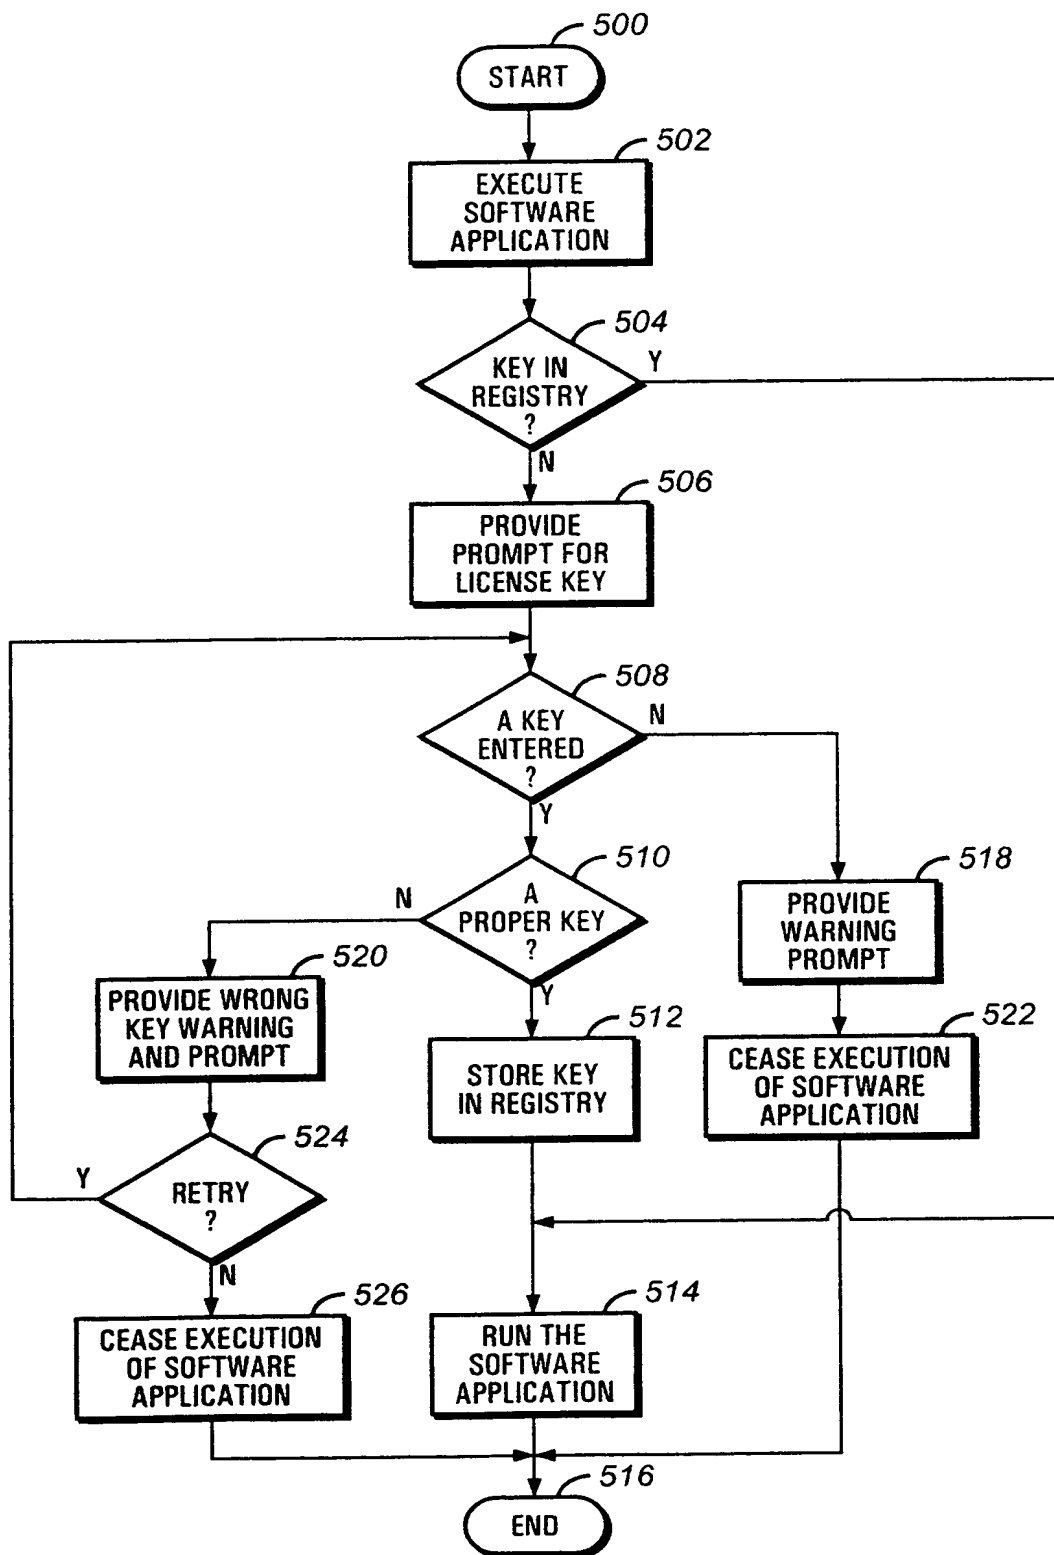 500
START
502
EXECUTE
SOFTWARE
APPLICATION
504
KEY IN
REGISTRY
?
Y
N
506
PROVIDE
PROMPT FOR
LICENSE KEY
508
A KEY
ENTERED
?
N
Y
510
A
PROPER KEY
?
N
Y
518
PROVIDE
WARNING
PROMPT
520
PROVIDE WRONG
KEY WARNING
AND PROMPT
512
STORE KEY
IN REGISTRY
522
CEASE EXECUTION
OF SOFTWARE
APPLICATION
524
RETRY
?
Y
N
526
CEASE EXECUTION
OF SOFTWARE
APPLICATION
514
RUN THE
SOFTWARE
APPLICATION
516
END